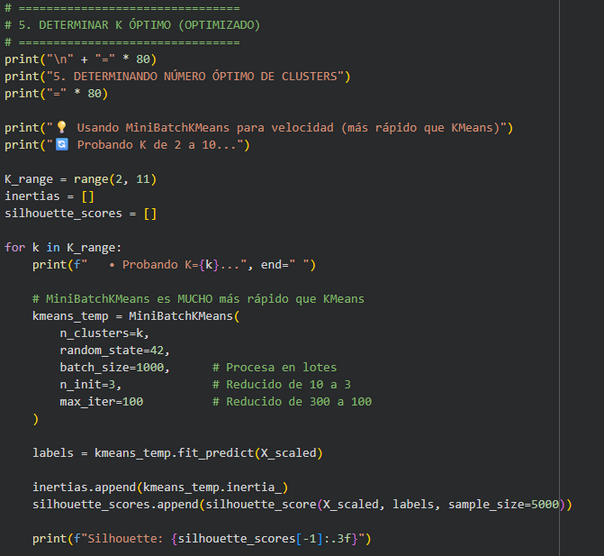 # ================================
# 5. DETERMINAR K ÓPTIMO (OPTIMIZADO)
# ================================
print("\n" + "=" * 80)
print("5. DETERMINANDO NÚMERO ÓPTIMO DE CLUSTERS")
print("=" * 80)

print("💡 Usando MiniBatchKMeans para velocidad (más rápido que KMeans)")
print("🔄 Probando K de 2 a 10...")

K_range = range(2, 11)
inertias = []
silhouette_scores = []

for k in K_range:
    print(f"   • Probando K={k}...", end=" ")

    # MiniBatchKMeans es MUCHO más rápido que KMeans
    kmeans_temp = MiniBatchKMeans(
        n_clusters=k,
        random_state=42,
        batch_size=1000,      # Procesa en lotes
        n_init=3,             # Reducido de 10 a 3
        max_iter=100          # Reducido de 300 a 100
    )

    labels = kmeans_temp.fit_predict(X_scaled)

    inertias.append(kmeans_temp.inertia_)
    silhouette_scores.append(silhouette_score(X_scaled, labels, sample_size=5000))

    print(f"Silhouette: {silhouette_scores[-1]:.3f}")